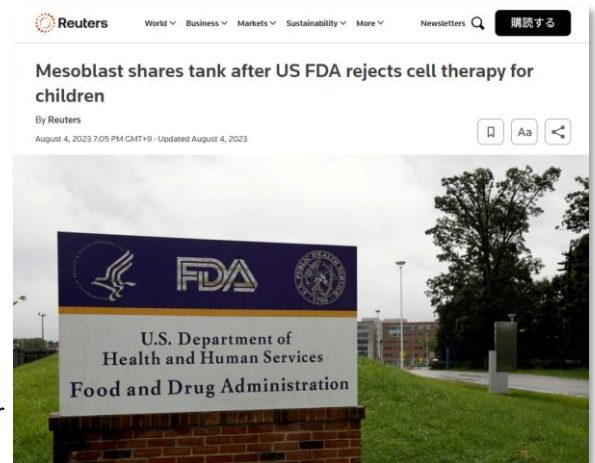 Reuters
World Business Markets Sustainability More
Newsletters 購読する
Mesoblast shares tank after US FDA rejects cell therapy for
children
By Reuters
August 4, 2023 7:05 PM GMT+9 · Updated August 4, 2023
Aa
FDA
U.S. Department of
Health and Human Services
Food and Drug Administration
r